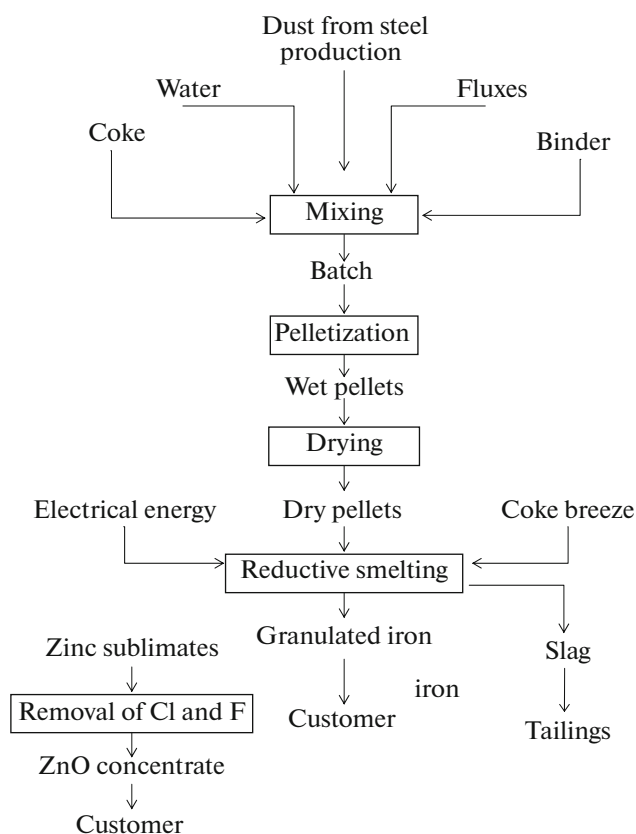 Dust from steel
production
Water
Fluxes
Coke
Binder
Mixing
Batch
Pelletization
Wet pellets
Drying
Electrical energy
Dry pellets
Coke breeze
Reductive smelting
Granulated iron
Zinc sublimates
Slag
iron
Removal of Cl and F
Customer
Tailings
ZnO concentrate
Customer